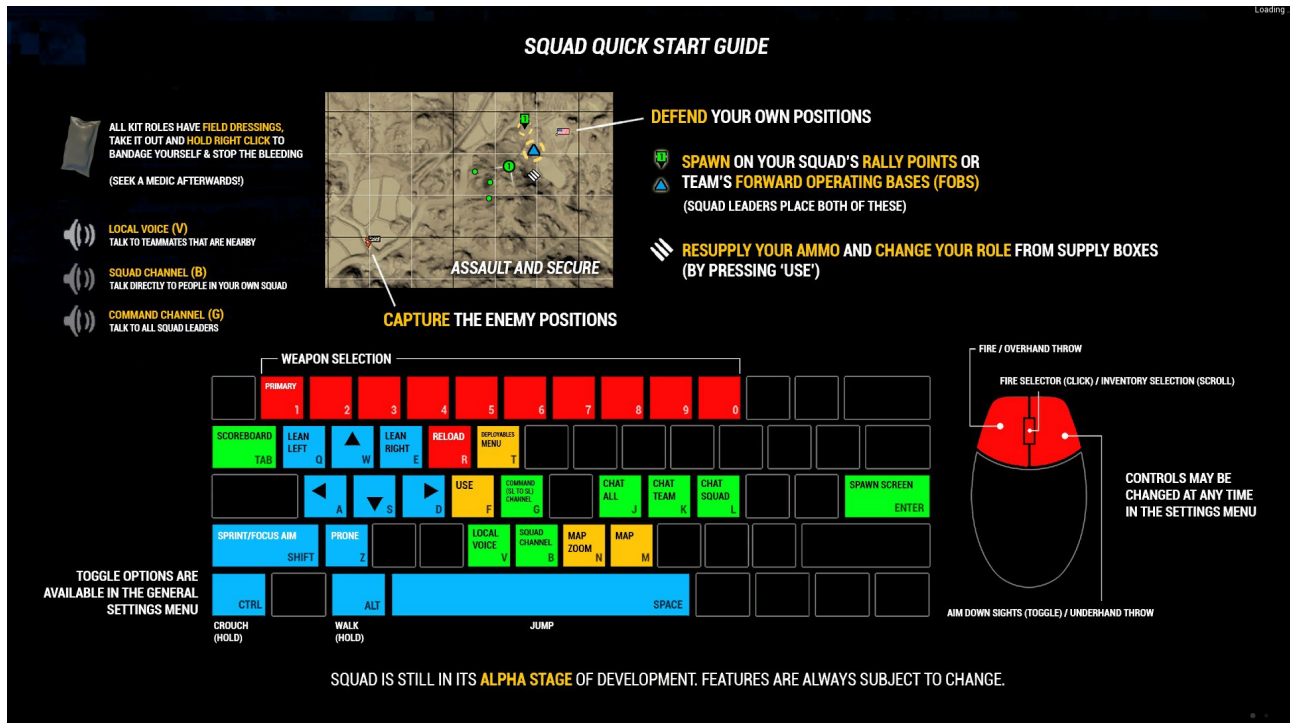 Loading
SQUAD QUICK START GUIDE
ALL KIT ROLES HAVE FIELD DRESSINGS,
TAKE IT OUT AND HOLD RIGHT CLICK TO
BANDAGE YOURSELF & STOP THE BLEEDING
(SEEK A MEDIC AFTERWARDS!)
LOCAL VOICE (V)
TALK TO TEAMMATES THAT ARE NEARBY
SQUAD CHANNEL (B)
TALK DIRECTLY TO PEOPLE IN YOUR OWN SQUAD
COMMAND CHANNEL (G)
TALK TO ALL SQUAD LEADERS
1
1
ASSAULT AND SECURE
DEFEND YOUR OWN POSITIONS
1
SPAWN ON YOUR SQUAD'S RALLY POINTS OR
TEAM'S FORWARD OPERATING BASES (FOBS)
(SQUAD LEADERS PLACE BOTH OF THESE)
RESUPPLY YOUR AMMO AND CHANGE YOUR ROLE FROM SUPPLY BOXES
(BY PRESSING 'USE')
CAPTURE THE ENEMY POSITIONS
WEAPON SELECTION
PRIMARY
1 2 3 4 5 6 7 8 9 0
SCOREBOARD TAB
LEAN LEFT Q
W
LEAN RIGHT E
RELOAD R
DEPLOYABLES MENU T
A
S
D
USE F
COMMAND (SL TO SL) CHANNEL G
CHAT ALL J
CHAT TEAM K
CHAT SQUAD L
SPAWN SCREEN ENTER
SPRINT/FOCUS AIM SHIFT
PRONE Z
LOCAL VOICE V
SQUAD CHANNEL B
MAP ZOOM N
MAP M
CTRL
ALT
SPACE
CROUCH
(HOLD)
WALK
(HOLD)
JUMP
TOGGLE OPTIONS ARE
AVAILABLE IN THE GENERAL
SETTINGS MENU
FIRE / OVERHAND THROW
FIRE SELECTOR (CLICK) / INVENTORY SELECTION (SCROLL)
CONTROLS MAY BE
CHANGED AT ANY TIME
IN THE SETTINGS MENU
AIM DOWN SIGHTS (TOGGLE) / UNDERHAND THROW
SQUAD IS STILL IN ITS ALPHA STAGE OF DEVELOPMENT. FEATURES ARE ALWAYS SUBJECT TO CHANGE.